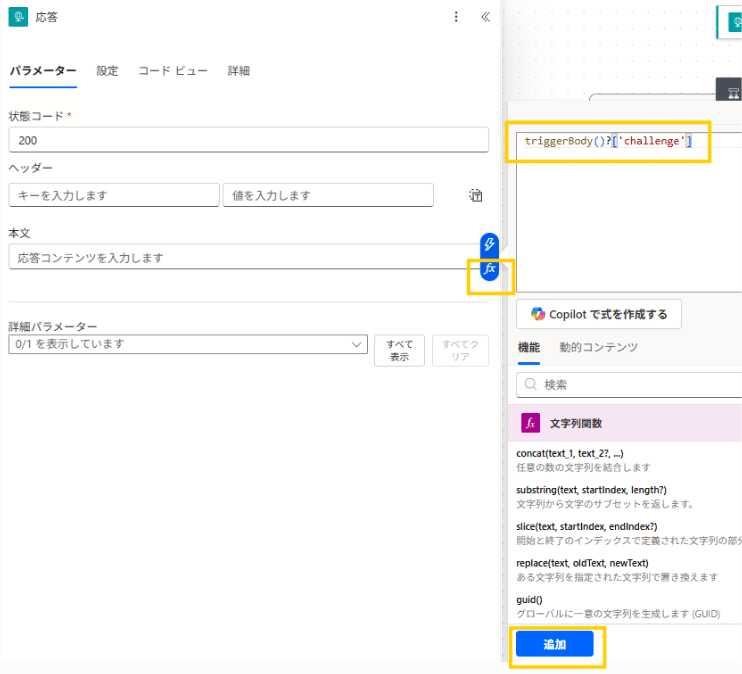 応答
パラメーター 設定 コード ビュー 詳細
状態コード *
200
ヘッダー
キーを入力します 値を入力します
本文
応答コンテンツを入力します
fx
詳細パラメーター
0/1 を表示しています
すべて
表示
すべてク
リア
triggerBody()?['challenge']
Copilot で式を作成する
機能 動的コンテンツ
検索
fx 文字列関数
concat(text_1, text_2?, ...)
任意の数の文字列を結合します
substring(text, startIndex, length?)
文字列から文字のサブセットを返します。
slice(text, startIndex, endIndex?)
開始と終了のインデックスで定義された文字列の部分
replace(text, oldText, newText)
ある文字列を指定された文字列で置き換えます
guid()
グローバルに一意の文字列を生成します (GUID)
追加